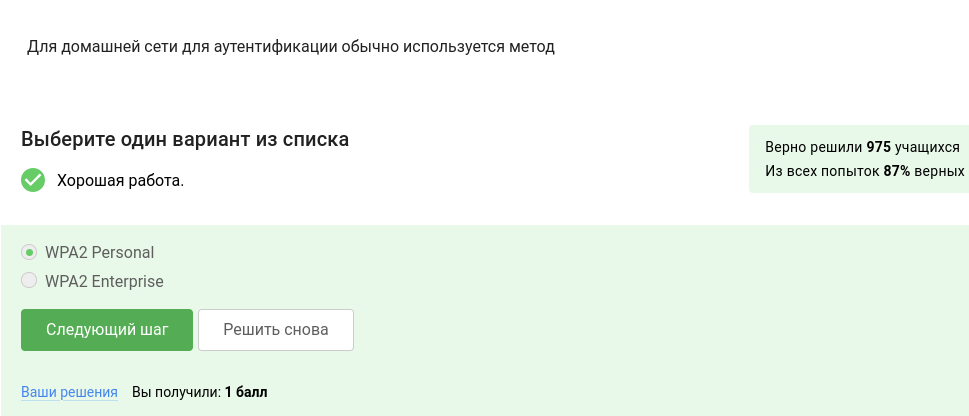 Для домашней сети для аутентификации обычно используется метод
Выберите один вариант из списка
Верно решили 975 учащихся
Из всех попыток 87% верных
Хорошая работа.
WPA2 Personal
WPA2 Enterprise
Следующий шаг
Решить снова
Ваши решения Вы получили: 1 балл